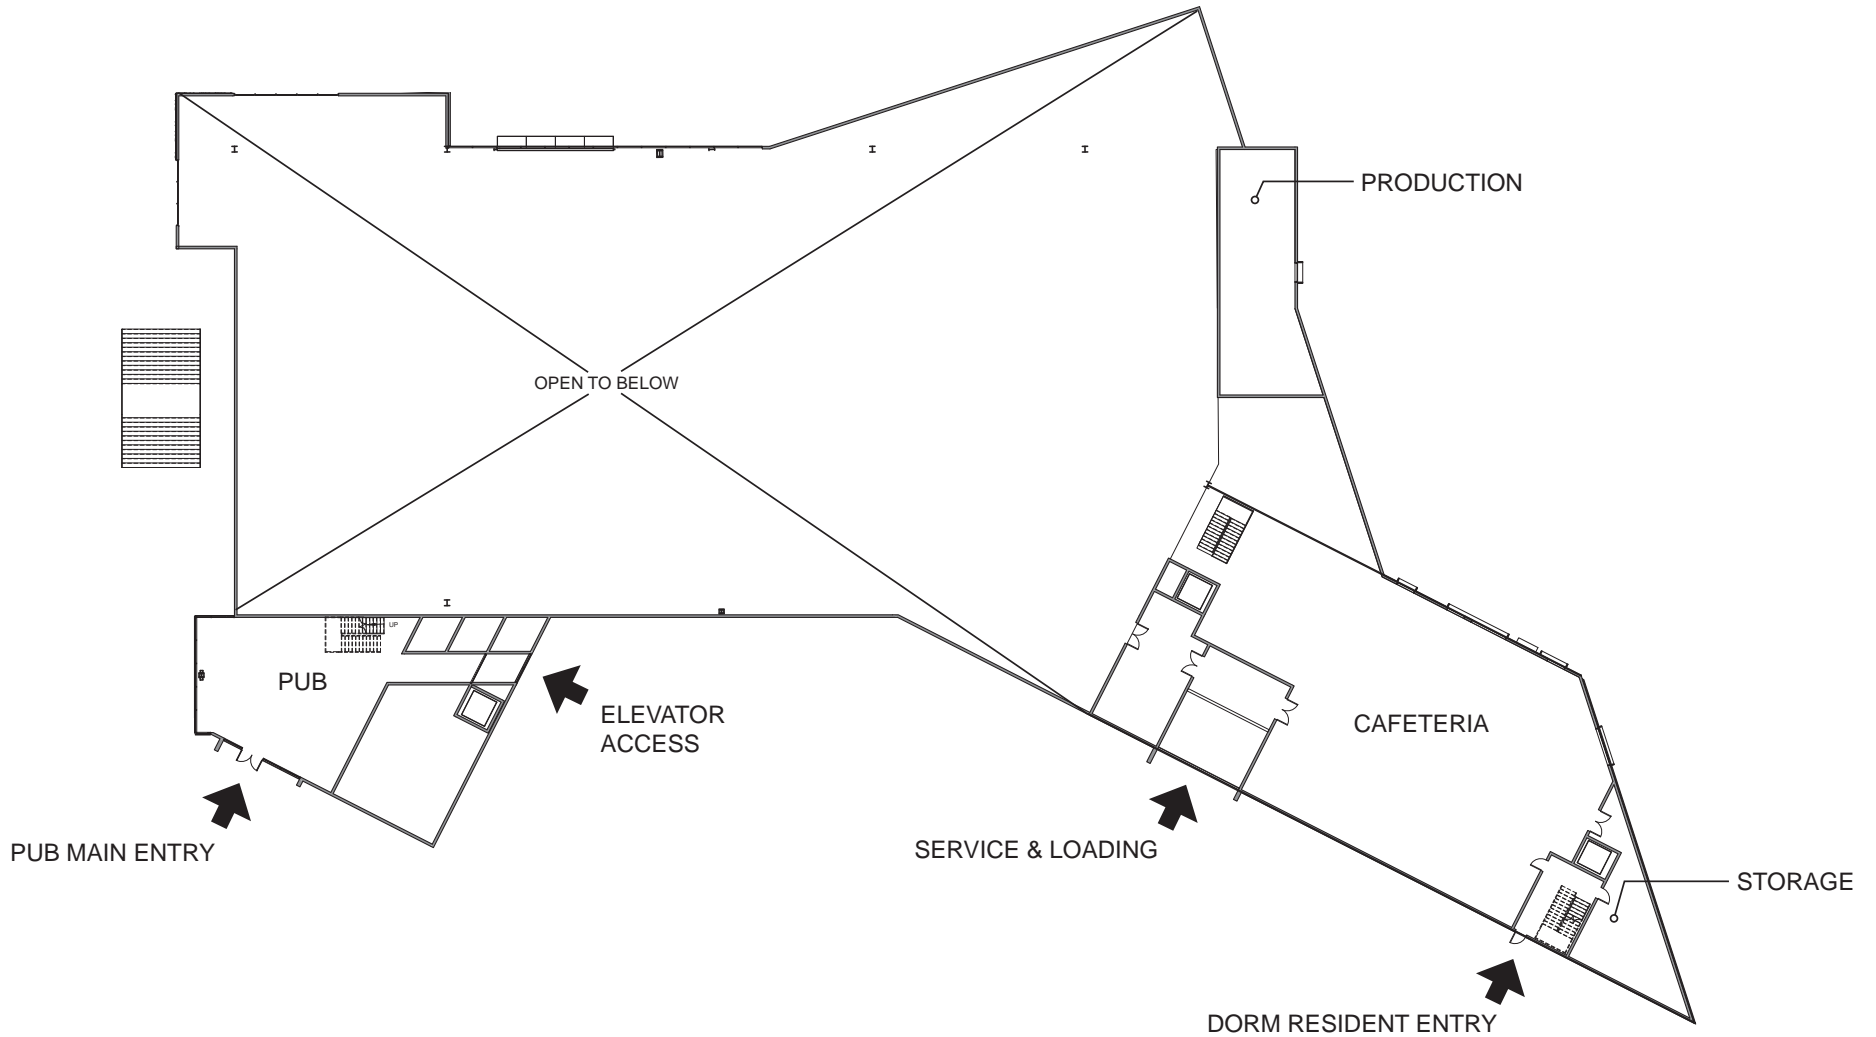 PRODUCTION
OPEN TO BELOW
UP
PUB
ELEVATOR
ACCESS
CAFETERIA
PUB MAIN ENTRY
SERVICE & LOADING
STORAGE
DORM RESIDENT ENTRY